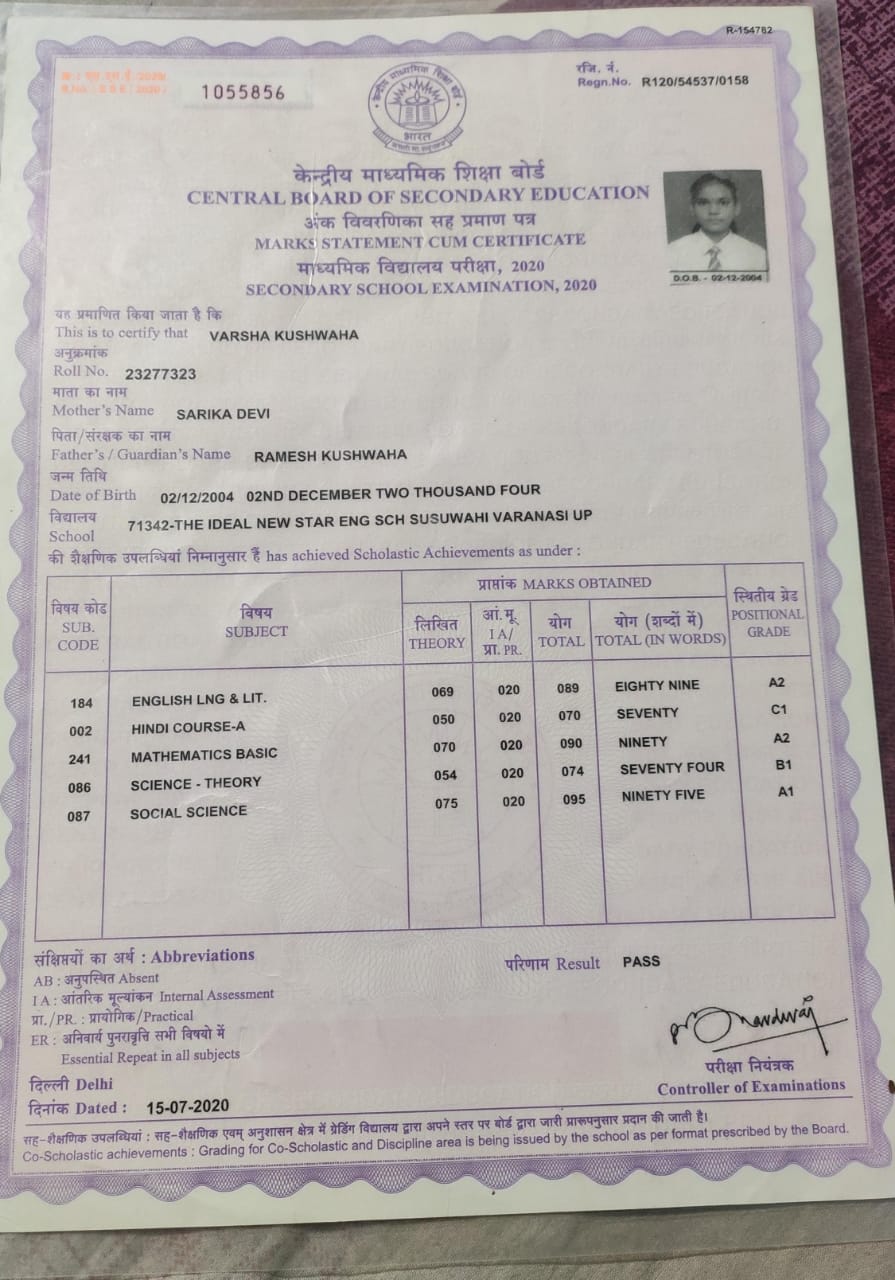 R-154782
क्र : एस.एस.ई.2020/
S.No. : S S E / 2020 /
1055856
रजि. नं.
Regn.No. R120/54537/0158
केन्द्रीय माध्यमिक शिक्षा बोर्ड
भारत
केन्द्रीय माध्यमिक शिक्षा बोर्ड
CENTRAL BOARD OF SECONDARY EDUCATION
अंक विवरणिका सह प्रमाण पत्र
MARKS STATEMENT CUM CERTIFICATE
माध्यमिक विद्यालय परीक्षा, 2020
SECONDARY SCHOOL EXAMINATION, 2020
D.O.B. - 02-12-2004
यह प्रमाणित किया जाता है कि
This is to certify that VARSHA KUSHWAHA
अनुक्रमांक
Roll No. 23277323
माता का नाम
Mother's Name SARIKA DEVI
पिता/संरक्षक का नाम
Father's / Guardian's Name RAMESH KUSHWAHA
जन्म तिथि
Date of Birth 02/12/2004 02ND DECEMBER TWO THOUSAND FOUR
विद्यालय
School 71342-THE IDEAL NEW STAR ENG SCH SUSUWAHI VARANASI UP
की शैक्षणिक उपलब्धियां निम्नानुसार हैं has achieved Scholastic Achievements as under :
विषय कोड
SUB.
CODE
विषय
SUBJECT
प्राप्तांक MARKS OBTAINED
लिखित
THEORY
आं.मू.
I A/
प्रा. PR.
योग
TOTAL
योग (शब्दों में)
TOTAL (IN WORDS)
स्थितीय ग्रेड
POSITIONAL
GRADE
184 ENGLISH LNG & LIT. 069 020 089 EIGHTY NINE A2
002 HINDI COURSE-A 050 020 070 SEVENTY C1
241 MATHEMATICS BASIC 070 020 090 NINETY A2
086 SCIENCE - THEORY 054 020 074 SEVENTY FOUR B1
087 SOCIAL SCIENCE 075 020 095 NINETY FIVE A1
संक्षिप्तियों का अर्थ : Abbreviations
परिणाम Result PASS
AB : अनुपस्थित Absent
I A : आंतरिक मूल्यांकन Internal Assessment
प्रा./PR. : प्रायोगिक/Practical
ER : अनिवार्य पुनरावृत्ति सभी विषयो में
Essential Repeat in all subjects
दिल्ली Delhi
दिनांक Dated : 15-07-2020
परीक्षा नियंत्रक
Controller of Examinations
सह-शैक्षणिक उपलब्धियां : सह-शैक्षणिक एवम् अनुशासन क्षेत्र में ग्रेडिंग विद्यालय द्वारा अपने स्तर पर बोर्ड द्वारा जारी प्रारूपनुसार प्रदान की जाती है।
Co-Scholastic achievements : Grading for Co-Scholastic and Discipline area is being issued by the school as per format prescribed by the Board.